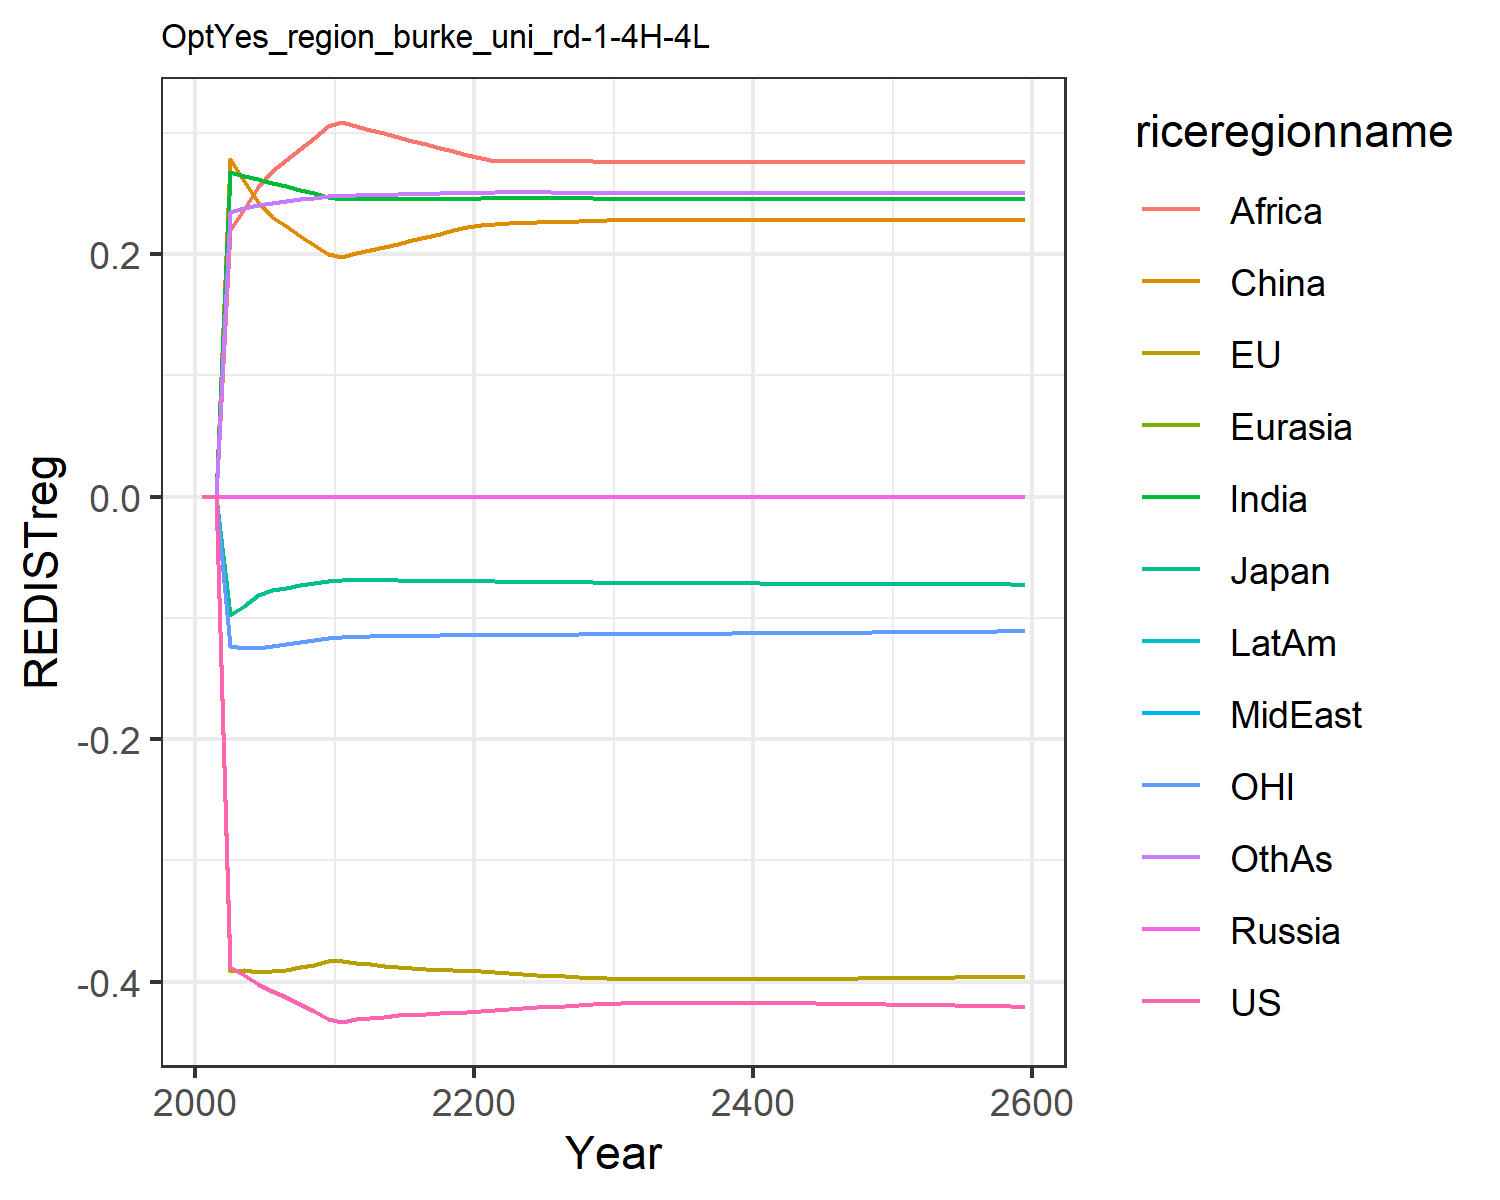 OptYes_region_burke_uni_rd-1-4H-4L
REDISTreg
0.2
0.0
-0.2
-0.4
2000
2200
2400
2600
Year
riceregionname
Africa
China
EU
Eurasia
India
Japan
LatAm
MidEast
OHI
OthAs
Russia
US